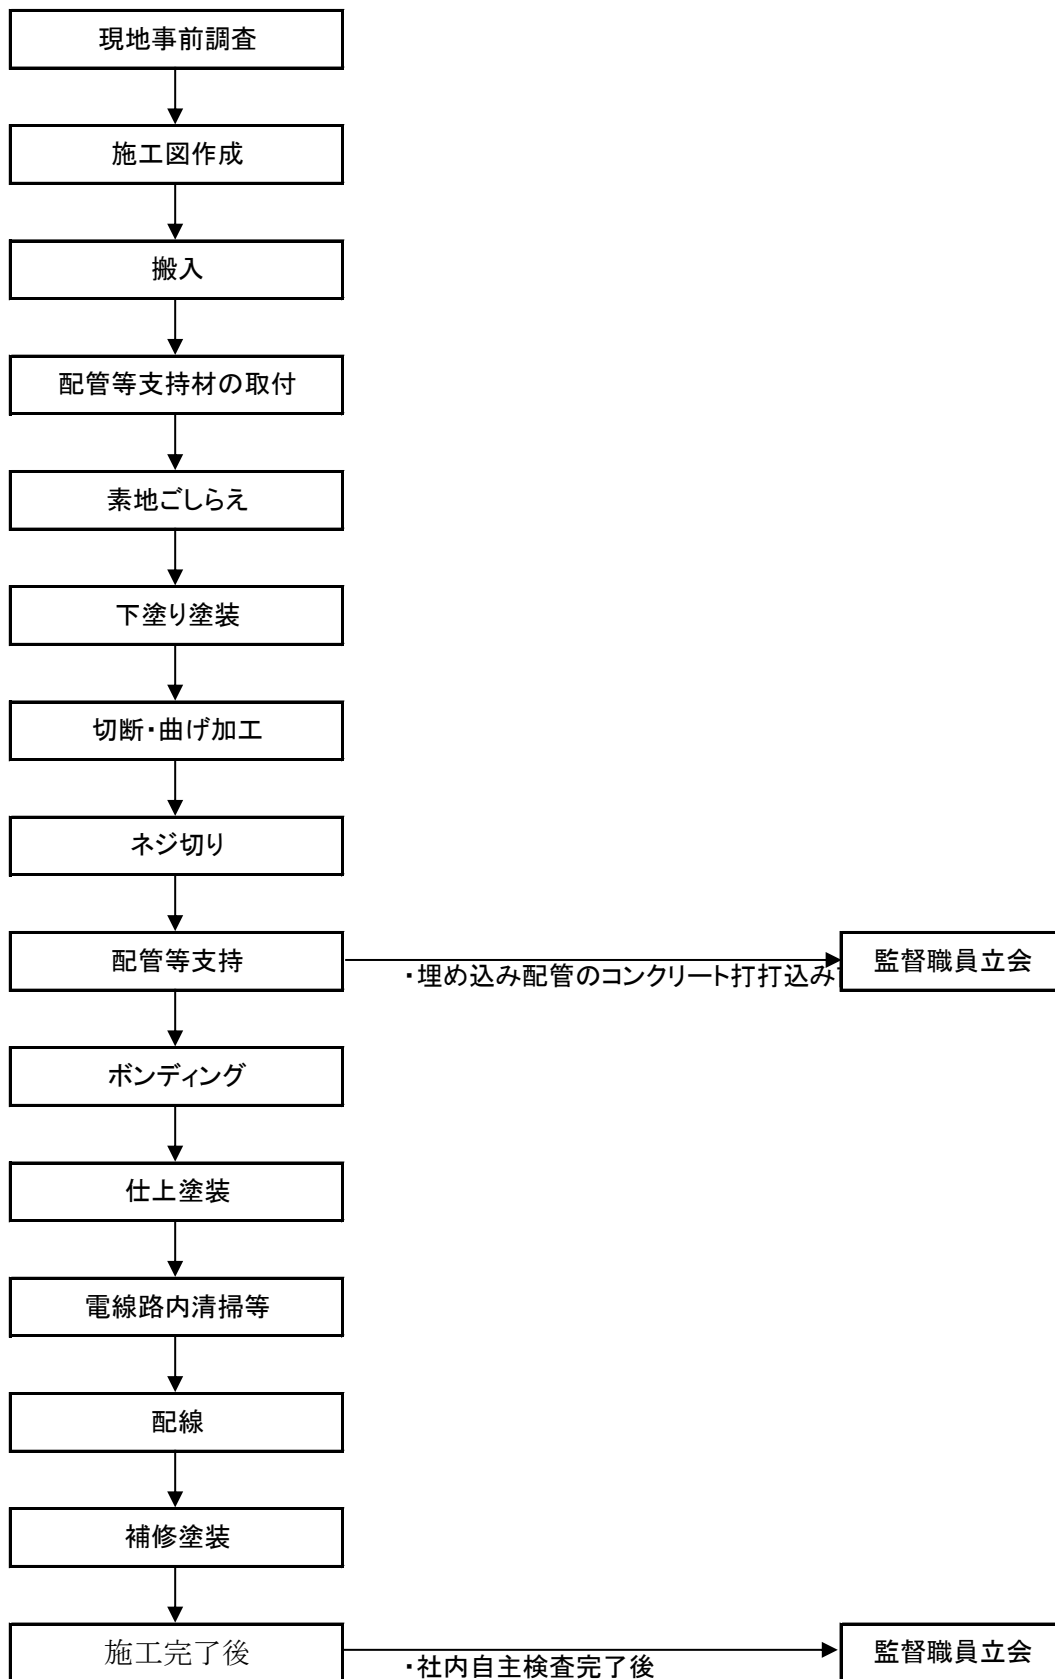 現地事前調査
施工図作成
搬入
配管等支持材の取付
素地ごしらえ
下塗り塗装
切断・曲げ加工
ネジ切り
配管等支持
・埋め込み配管のコンクリート打打込み
監督職員立会
ボンディング
仕上塗装
電線路内清掃等
配線
補修塗装
施工完了後
・社内自主検査完了後
監督職員立会